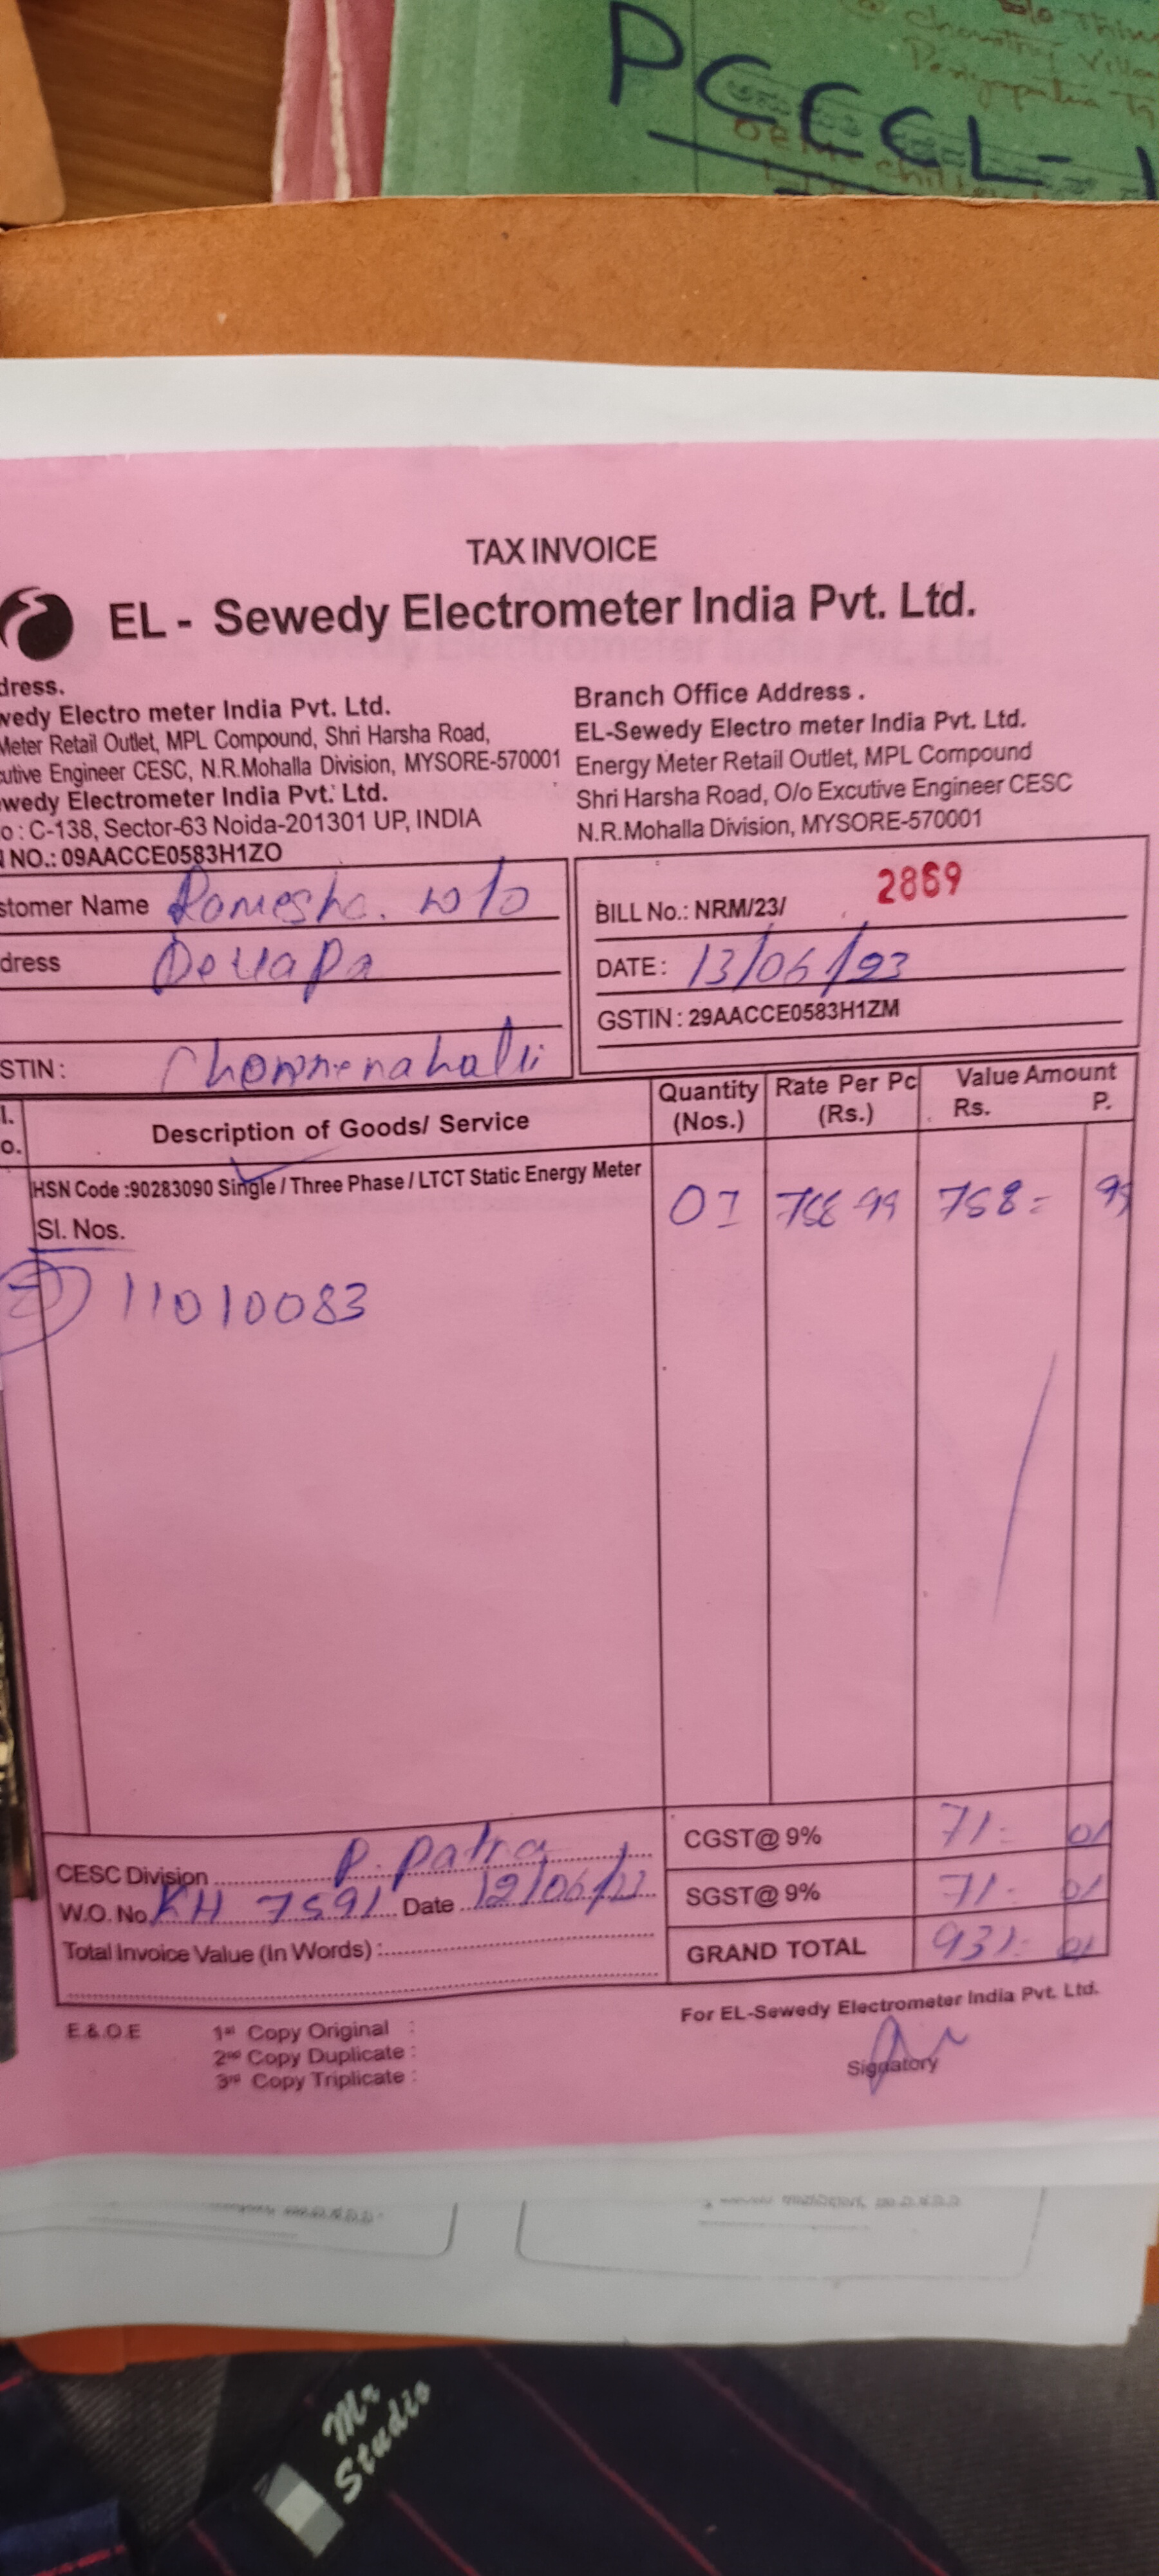 PCCCL-1
TAX INVOICE
EL - Sewedy Electrometer India Pvt. Ltd.
dress.
wedy Electro meter India Pvt. Ltd.
Meter Retail Outlet, MPL Compound, Shri Harsha Road,
cutive Engineer CESC, N.R.Mohalla Division, MYSORE-570001
wedy Electrometer India Pvt. Ltd.
o : C-138, Sector-63 Noida-201301 UP, INDIA
NO.: 09AACCE0583H1ZO
Branch Office Address .
EL-Sewedy Electro meter India Pvt. Ltd.
Energy Meter Retail Outlet, MPL Compound
Shri Harsha Road, O/o Excutive Engineer CESC
N.R.Mohalla Division, MYSORE-570001
stomer Name Ramesha. w/o
dress
STIN :
BILL No.: NRM/23/ 2869
DATE : 13/06/23
GSTIN : 29AACCE0583H1ZM
l. o. Description of Goods/ Service Quantity (Nos.) Rate Per Pc (Rs.) Value Amount Rs. P.
HSN Code :90283090 Single / Three Phase / LTCT Static Energy Meter 01 788-99 788= 99
Sl. Nos.
11010083
CGST@ 9% 71- 01
SGST@ 9% 71- 01
GRAND TOTAL 931- 01
CESC Division P. Patna
W.O. No KH 7591 Date 12/06/23
Total Invoice Value (In Words) :
E.& O.E
1st Copy Original :
2nd Copy Duplicate :
3rd Copy Triplicate :
For EL-Sewedy Electrometer India Pvt. Ltd.
Signatory
Mr
Studio